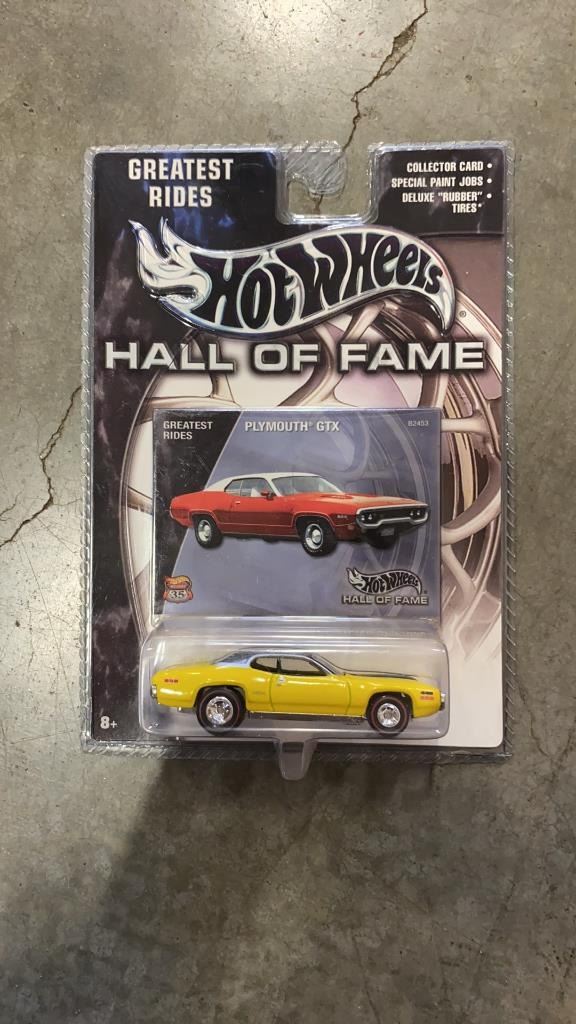 GREATEST
RIDES
COLLECTOR CARD •
SPECIAL PAINT JOBS •
DELUXE "RUBBER" •
TIRES*
HOT WHEELS
®
HALL OF FAME
GREATEST
RIDES
PLYMOUTH® GTX
B2453
HOT WHEELS
HALL OF FAME
35
8+